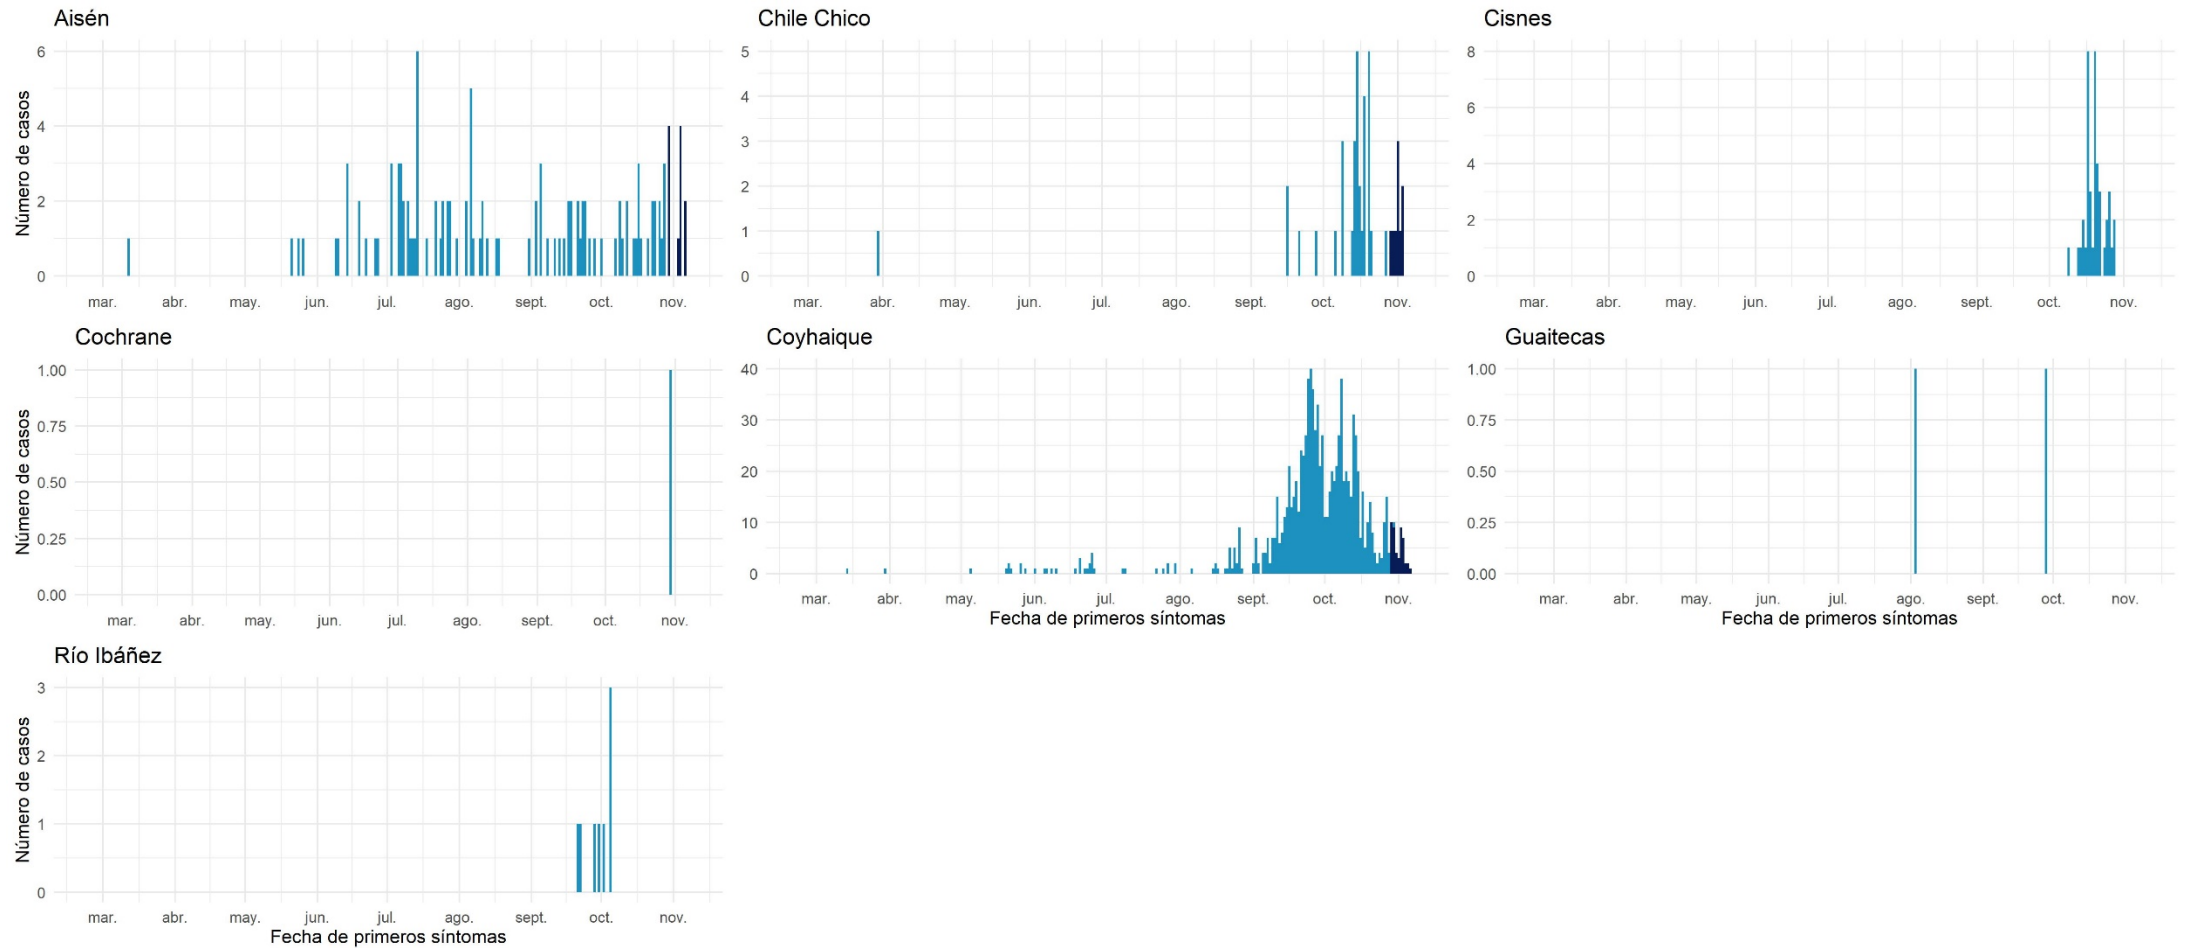 Aisén
Número de casos
6
4
2
0
mar. abr. may. jun. jul. ago. sept. oct. nov.
Chile Chico
5
4
3
2
1
0
mar. abr. may. jun. jul. ago. sept. oct. nov.
Cisnes
8
6
4
2
0
mar. abr. may. jun. jul. ago. sept. oct. nov.
Cochrane
Número de casos
1.00
0.75
0.50
0.25
0.00
mar. abr. may. jun. jul. ago. sept. oct. nov.
Coyhaique
40
30
20
10
0
mar. abr. may. jun. jul. ago. sept. oct. nov.
Fecha de primeros síntomas
Guaitecas
1.00
0.75
0.50
0.25
0.00
mar. abr. may. jun. jul. ago. sept. oct. nov.
Fecha de primeros síntomas
Río Ibáñez
Número de casos
3
2
1
0
mar. abr. may. jun. jul. ago. sept. oct. nov.
Fecha de primeros síntomas